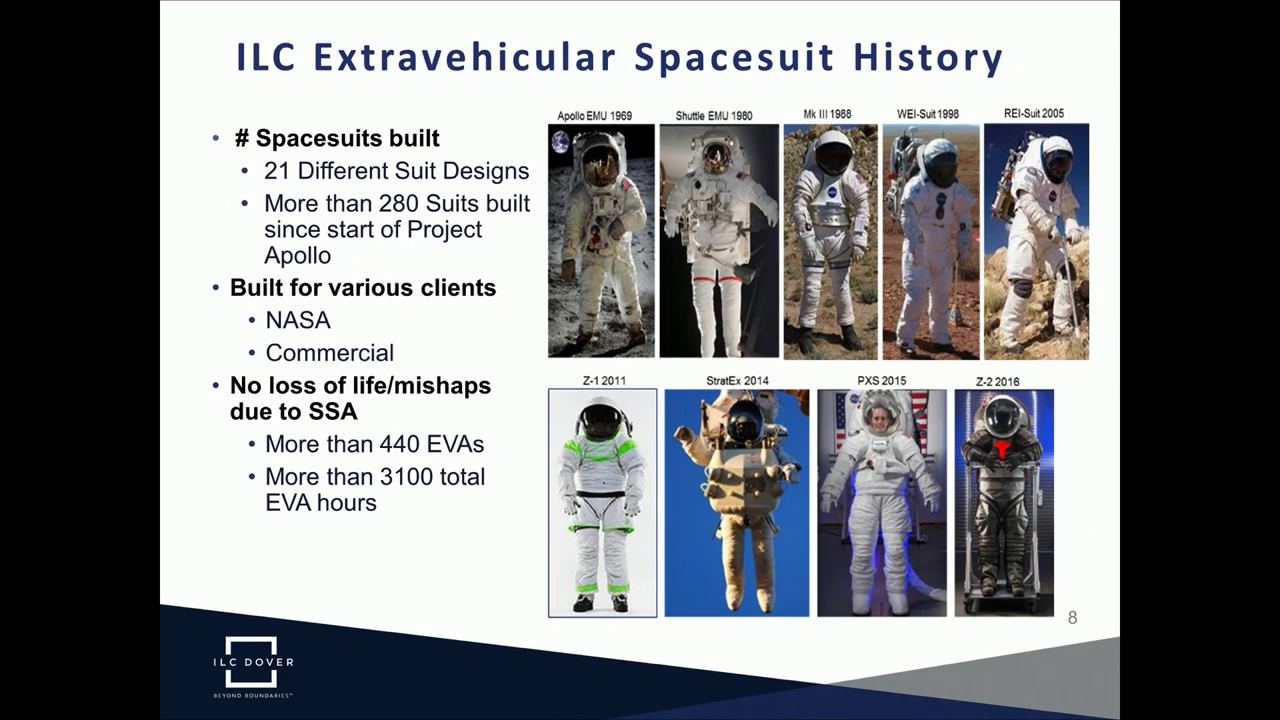 ILC Extravehicular Spacesuit History
# Spacesuits built
21 Different Suit Designs
More than 280 Suits built
since start of Project
Apollo
Built for various clients
NASA
Commercial
No loss of life/mishaps
due to SSA
More than 440 EVAs
More than 3100 total
EVA hours
Apollo EMU 1969
Shuttle EMU 1980
Mk III 1988
WEI-Suit 1998
REI-Suit 2005
Z-1 2011
StratEx 2014
PXS 2015
Z-2 2016
8
ILC DOVER
BEYOND BOUNDARIES™